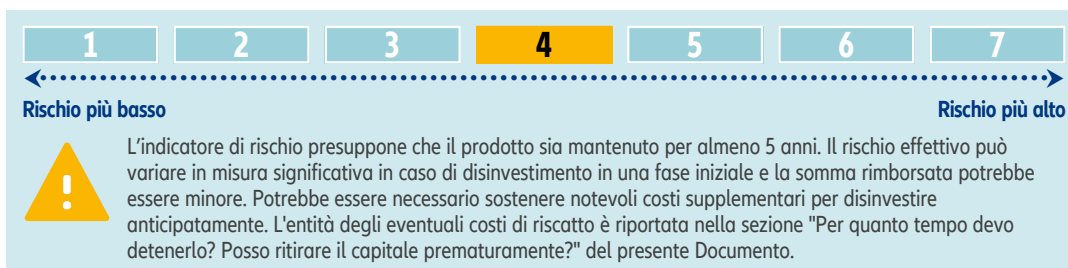 1 2 3 4 5 6 7
Rischio più basso Rischio più alto
L’indicatore di rischio presuppone che il prodotto sia mantenuto per almeno 5 anni. Il rischio effettivo può
variare in misura significativa in caso di disinvestimento in una fase iniziale e la somma rimborsata potrebbe
essere minore. Potrebbe essere necessario sostenere notevoli costi supplementari per disinvestire
anticipatamente. L'entità degli eventuali costi di riscatto è riportata nella sezione "Per quanto tempo devo
detenerlo? Posso ritirare il capitale prematuramente?" del presente Documento.